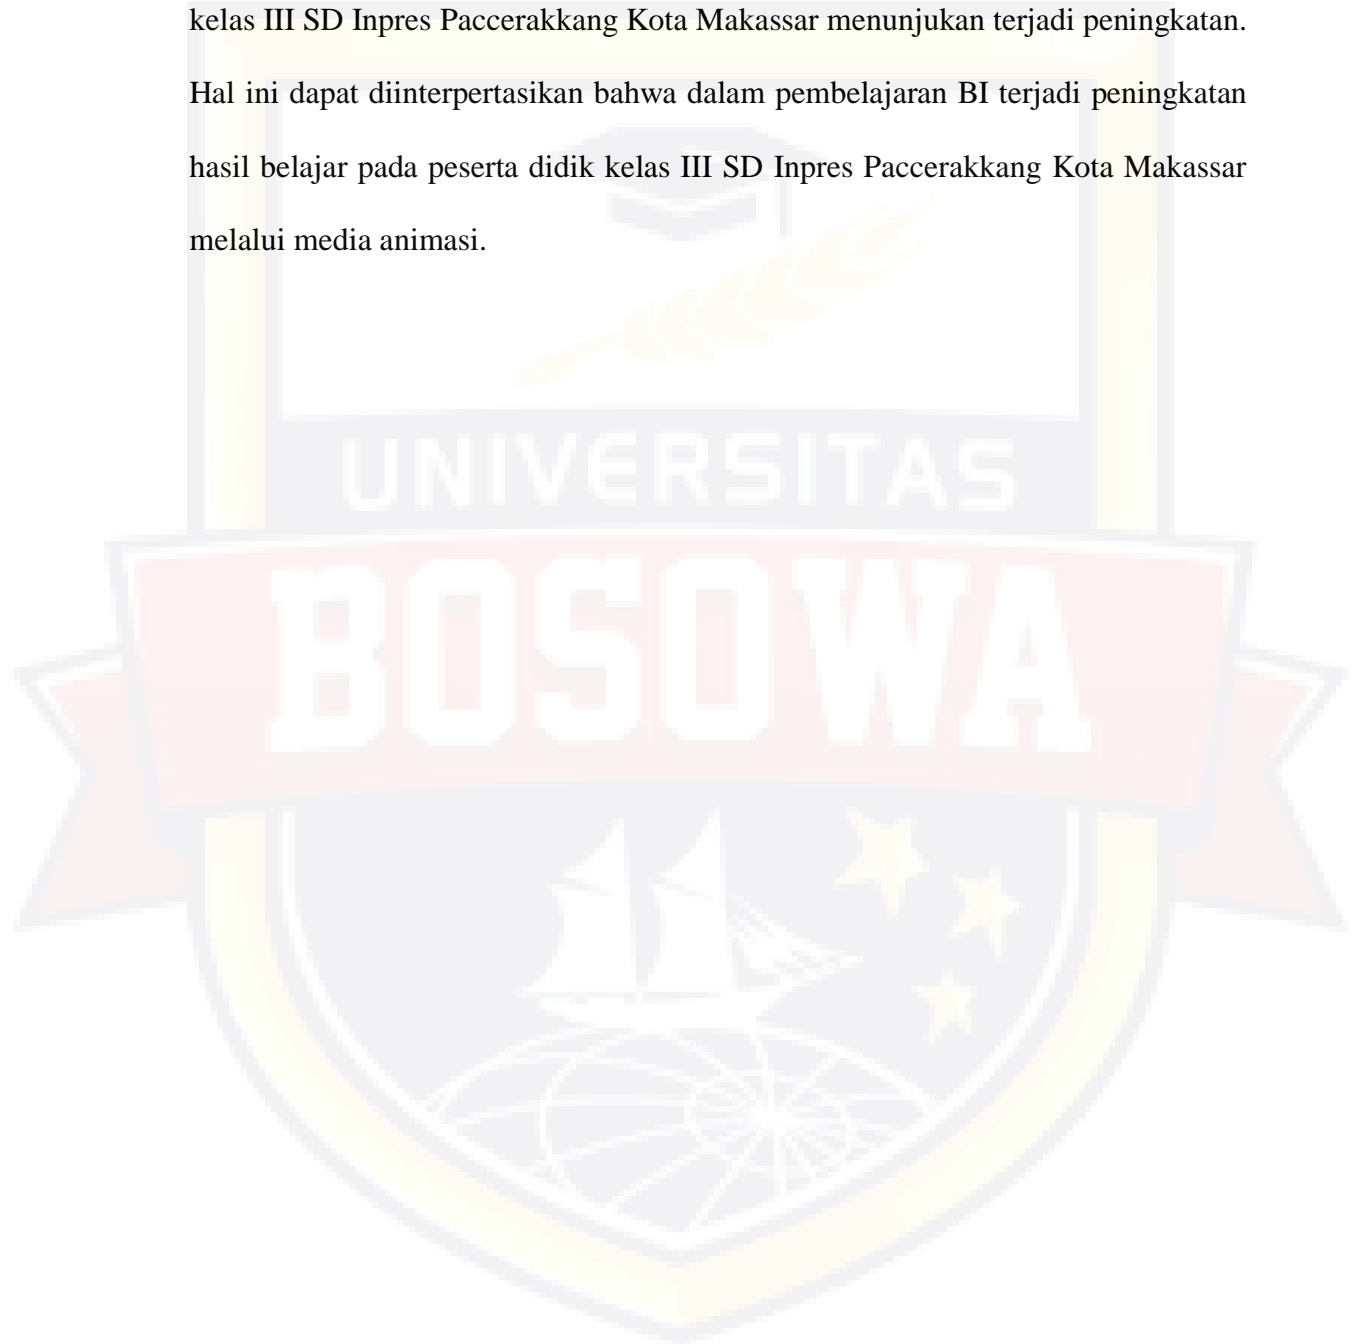 kelas III SD Inpres Paccerakkang Kota Makassar menunjukan terjadi peningkatan.
Hal ini dapat diinterpertasikan bahwa dalam pembelajaran BI terjadi peningkatan
hasil belajar pada peserta didik kelas III SD Inpres Paccerakkang Kota Makassar
melalui media animasi.
UNIVERSITAS
BOSOWA